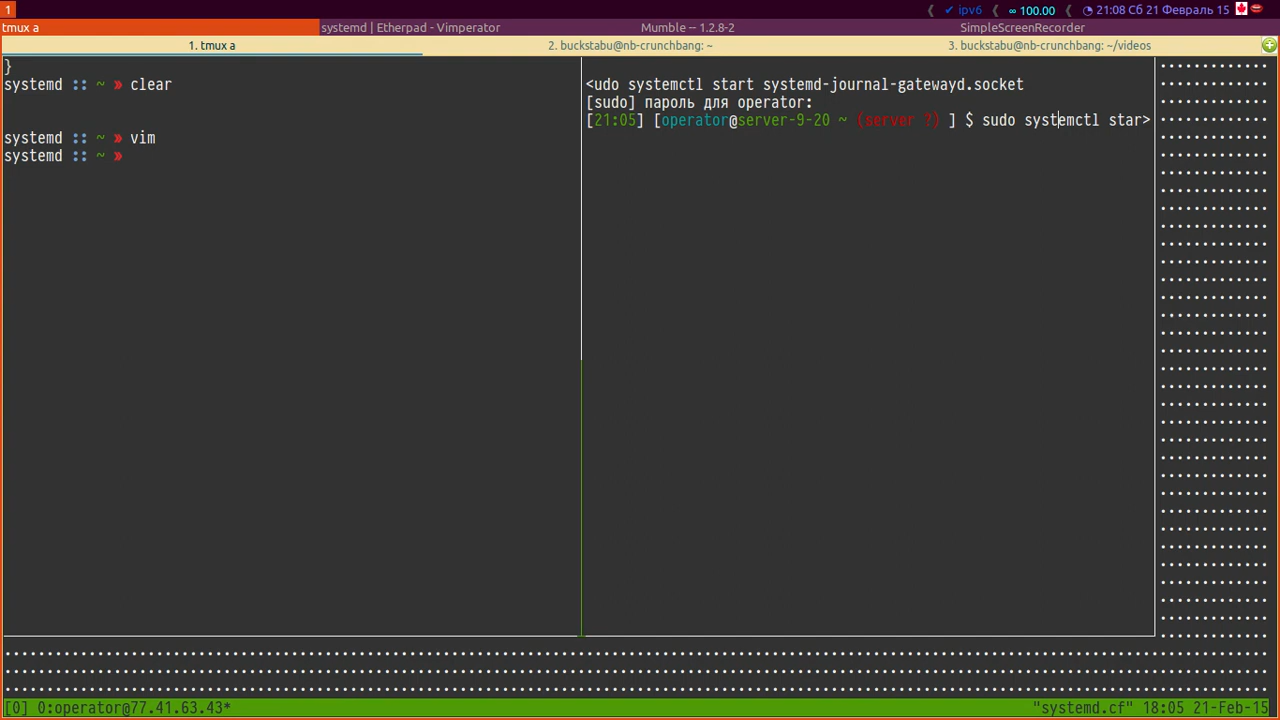 1
ipv6 100.00 21:08 Сб 21 Февраль 15
tmux a
systemd | Etherpad - Vimperator
Mumble -- 1.2.8-2
SimpleScreenRecorder
1. tmux a
2. buckstabu@nb-crunchbang: ~
3. buckstabu@nb-crunchbang: ~/videos
}
systemd :: ~ » clear
systemd :: ~ » vim
systemd :: ~ »
<udo systemctl start systemd-journal-gatewayd.socket
[sudo] пароль для operator:
[21:05] [operator@server-9-20 ~ (server ?) ] $ sudo systemctl star>
[0] 0:operator@77.41.63.43*
"systemd.cf" 18:05 21-Feb-15